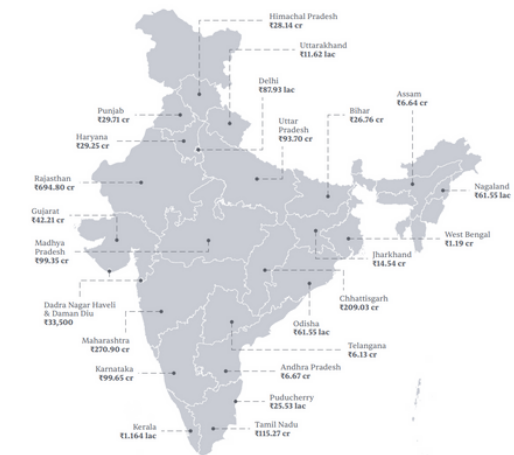 Himachal Pradesh
₹28.14 cr
Uttarakhand
₹11.62 lac
Delhi
₹87.93 lac
Assam
₹6.64 cr
Punjab
₹29.71 cr
Bihar
₹26.76 cr
Uttar
Pradesh
₹93.70 cr
Haryana
₹29.25 cr
Rajasthan
₹694.80 cr
Nagaland
₹61.55 lac
Gujarat
₹42.21 cr
West Bengal
₹1.19 cr
Madhya
Pradesh
₹99.35 cr
Jharkhand
₹14.54 cr
Chhattisgarh
₹209.03 cr
Dadra Nagar Haveli
& Daman Diu
₹33,500
Odisha
₹61.55 lac
Maharashtra
₹270.90 cr
Telangana
₹6.13 cr
Karnataka
₹99.65 cr
Andhra Pradesh
₹6.67 cr
Puducherry
₹25.53 lac
Kerala
₹1.164 lac
Tamil Nadu
₹115.27 cr